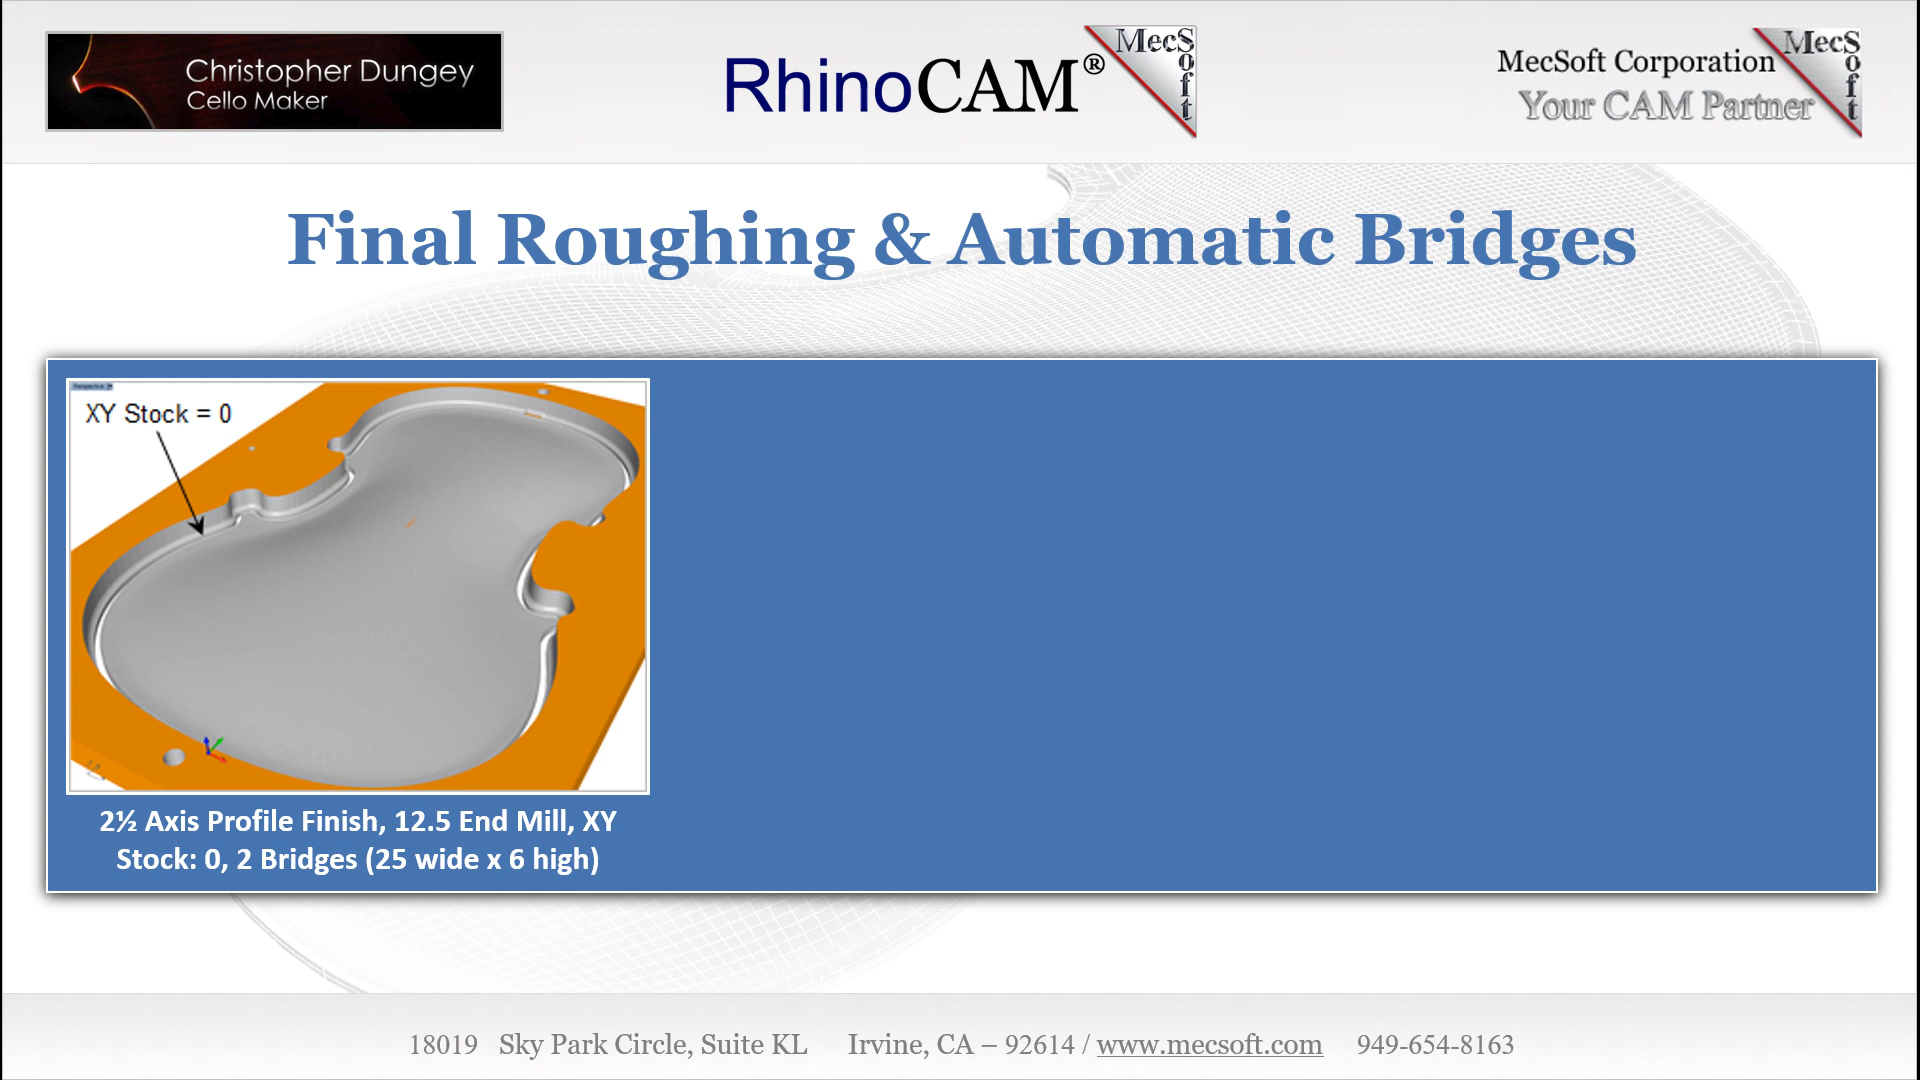 Christopher Dungey
Cello Maker
RhinoCAM®
MecSoft
MecSoft Corporation
Your CAM Partner
MecSoft
Final Roughing & Automatic Bridges
Perspective
XY Stock = 0
2½ Axis Profile Finish, 12.5 End Mill, XY
Stock: 0, 2 Bridges (25 wide x 6 high)
18019 Sky Park Circle, Suite KL Irvine, CA – 92614 / www.mecsoft.com 949-654-8163